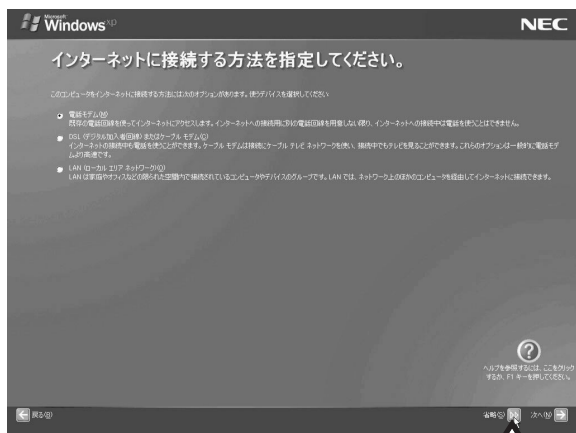 Microsoft
Windows xp
NEC
インターネットに接続する方法を指定してください。
このコンピュータをインターネットに接続する方法には次のオプションがあります。使うデバイスを選択してください
電話モデム(M)
既存の電話回線を使ってインターネットにアクセスします。インターネットへの接続用に別の電話回線を用意しない限り、インターネットへの接続中は電話を使うことはできません。
DSL (デジタル加入者回線) またはケーブル モデム(C)
インターネットの接続中も電話を使うことができます。ケーブル モデムは接続にケーブル テレビ ネットワークを使い、接続中でもテレビを見ることができます。これらのオプションは一般的に電話モデ
ムより高速です。
LAN (ローカル エリア ネットワーク)(O)
LAN は家庭やオフィスなどの限られた空間内で接続されているコンピュータやデバイスのグループです。LAN では、ネットワーク上のほかのコンピュータを経由してインターネットに接続できます。
ヘルプを参照するには、ここをクリック
するか、F1 キーを押してください。
戻る(B)
省略(S)
次へ(N)